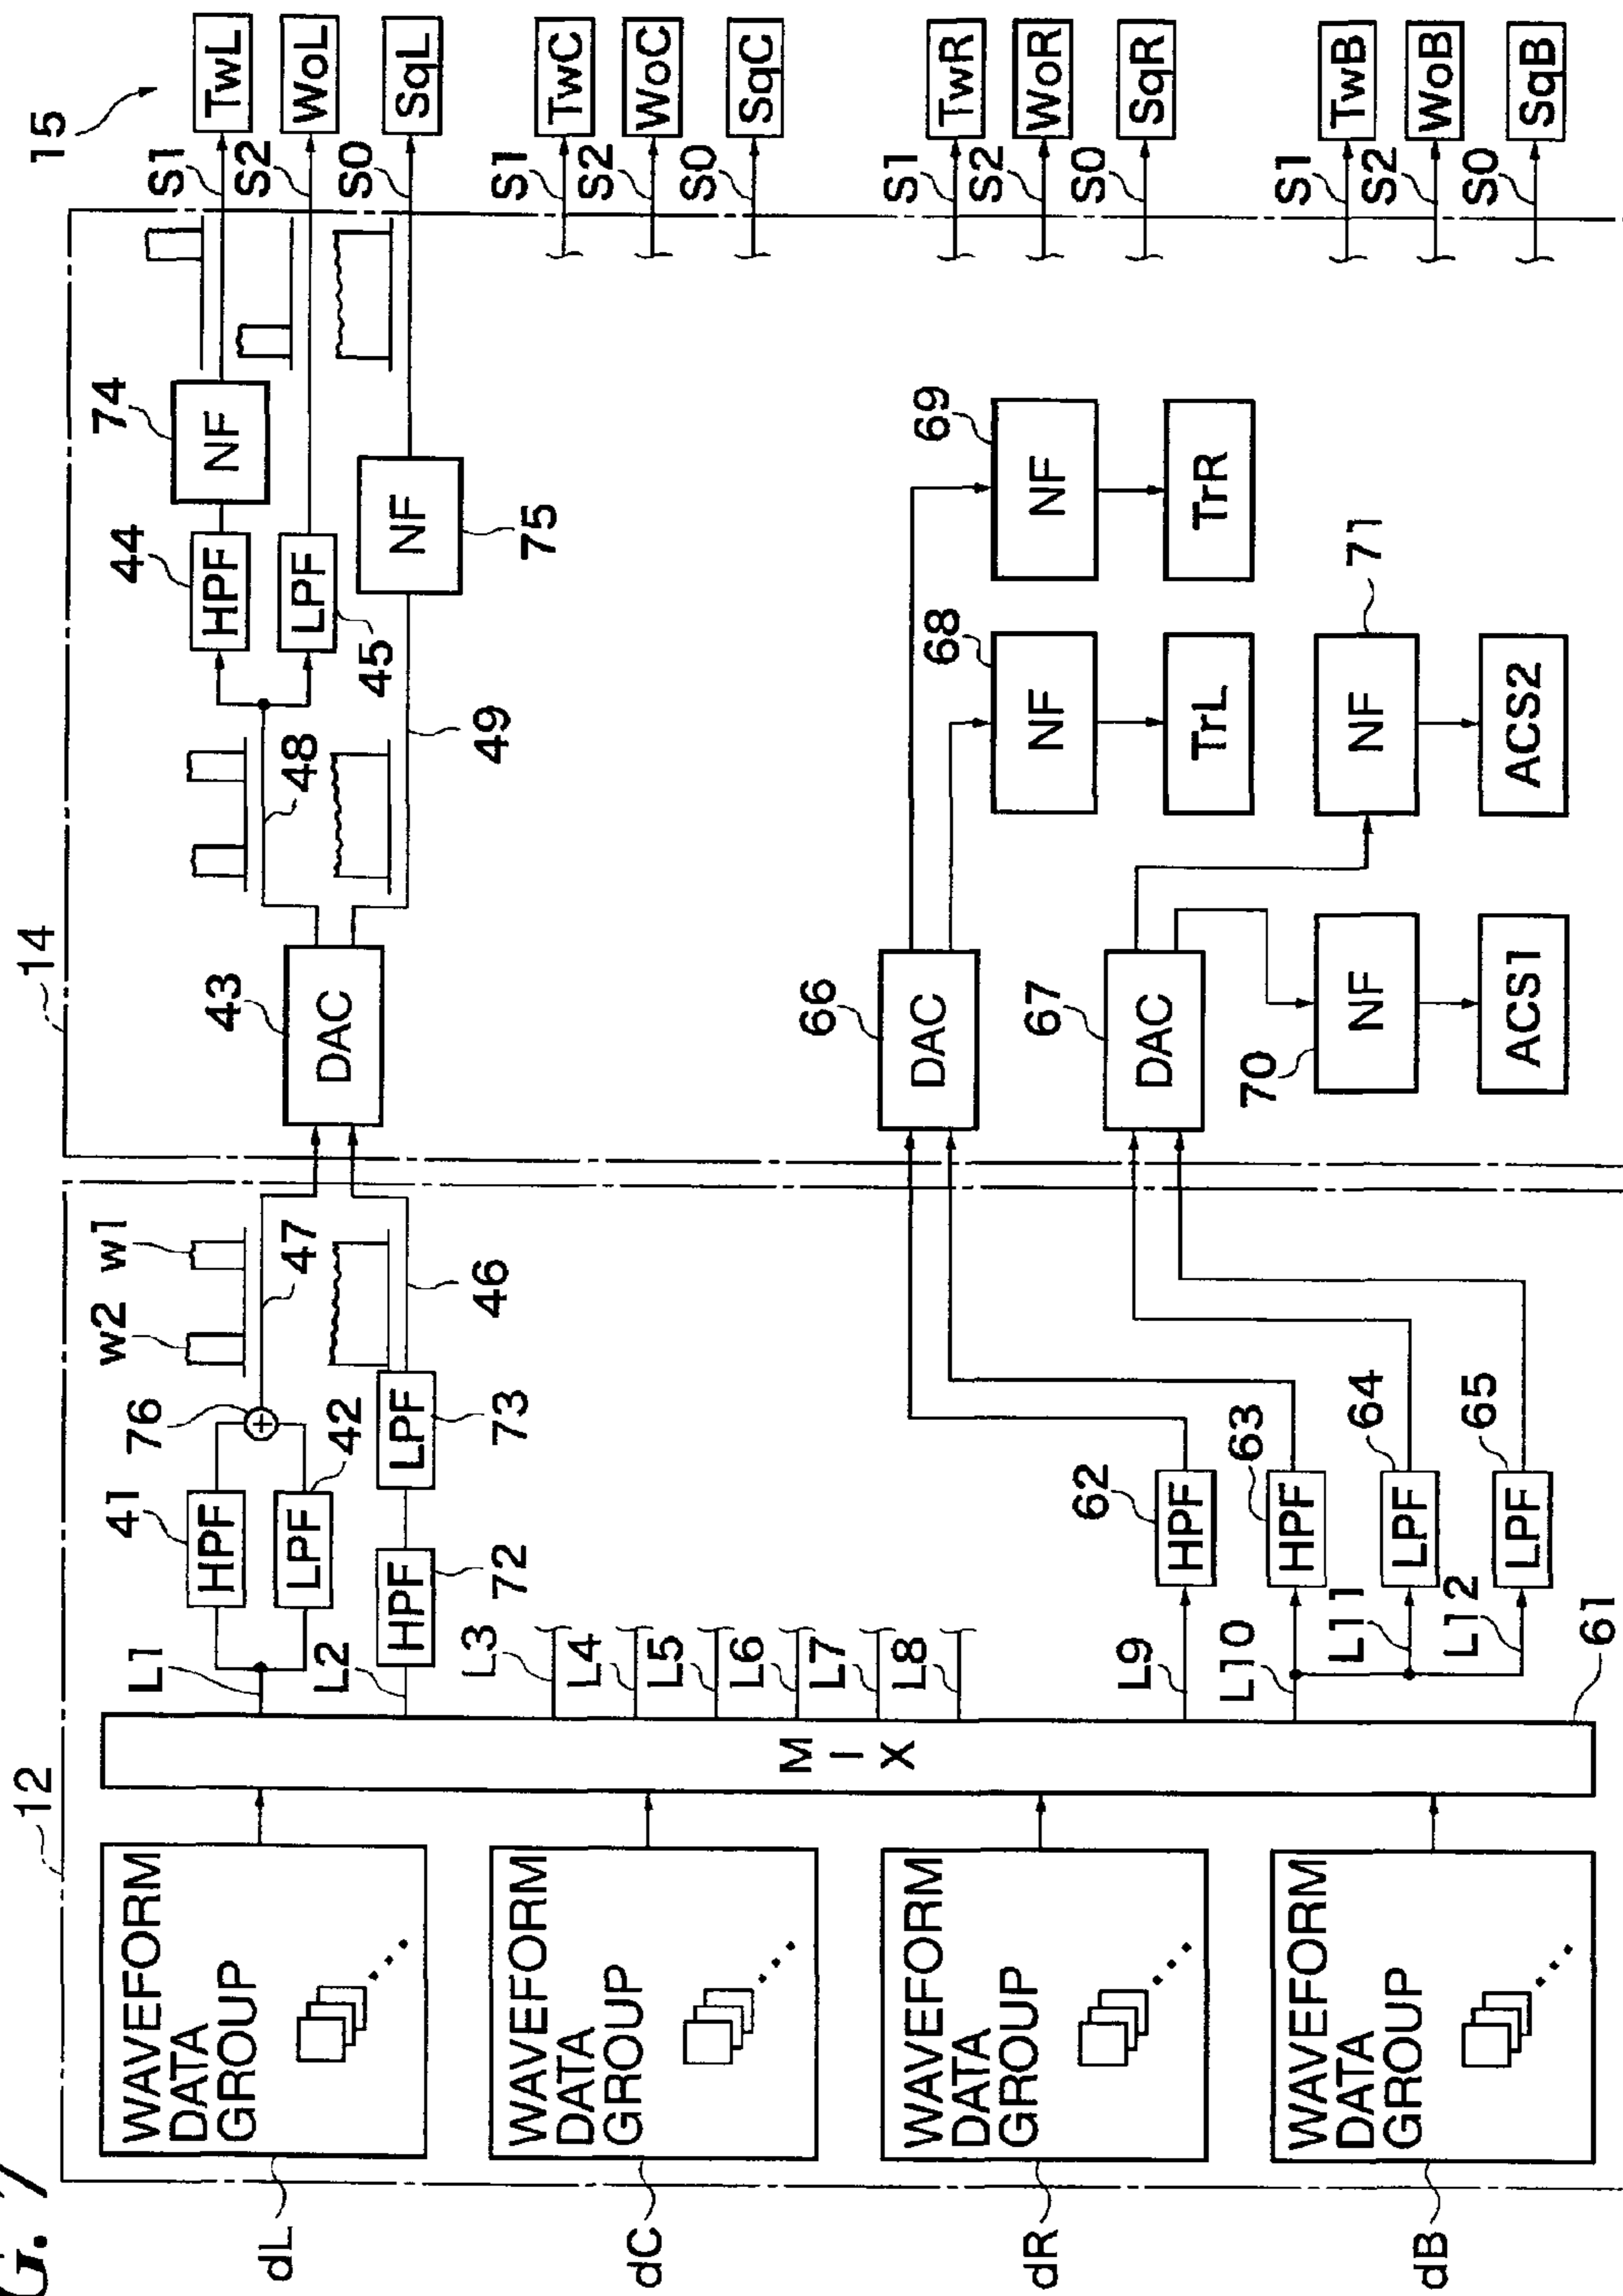 G. 7
12
14
15
dL
WAVEFORM
DATA
GROUP
dC
WAVEFORM
DATA
GROUP
dR
WAVEFORM
DATA
GROUP
dB
WAVEFORM
DATA
GROUP
M
I
X
61
L1
L2
L3
L4
L5
L6
L7
L8
L9
L10
L11
L12
41
HPF
LPF
42
76
w2
w1
47
HPF
72
LPF
73
46
62
HPF
63
HPF
64
LPF
65
LPF
43
DAC
48
49
44
HPF
LPF
45
74
NF
NF
75
66
DAC
67
DAC
68
NF
TrL
69
NF
TrR
70
NF
ACS1
71
NF
ACS2
S1
TwL
S2
WoL
S0
SqL
S1
TwC
S2
WoC
S0
SqC
S1
TwR
S2
WoR
S0
SqR
S1
TwB
S2
WoB
S0
SqB